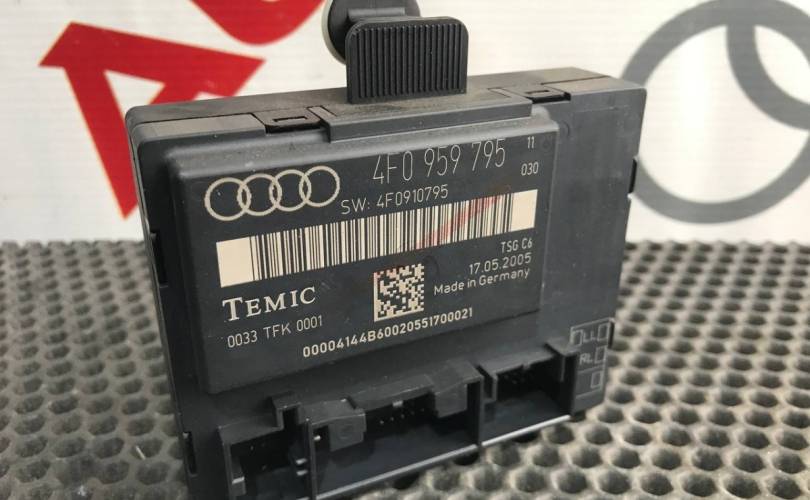 4F0 959 795 11
030
SW: 4F0910795
TSG C6
17.05.2005
Made in Germany
TEMIC
0033 TFK 0001
00004144B60020551700021
LL
RL